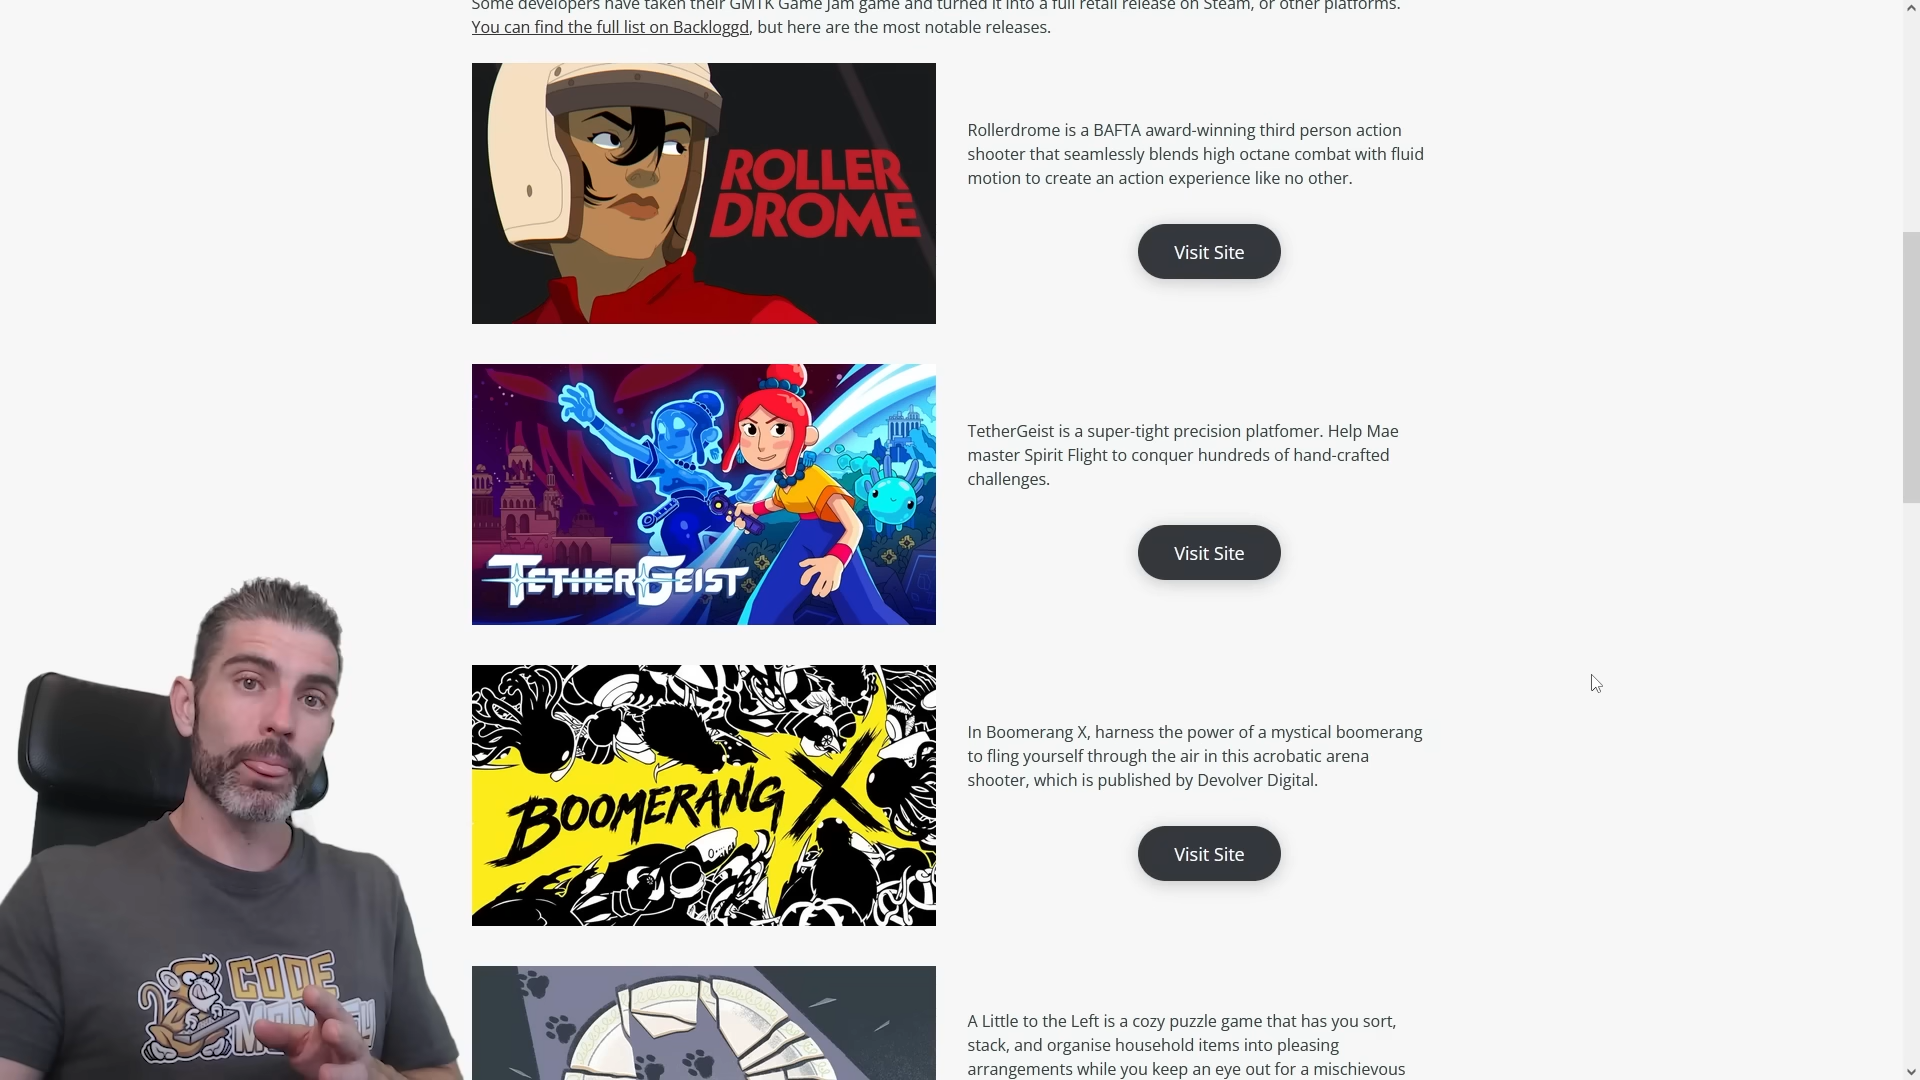 Some developers have taken their GMTK Game Jam game and turned it into a full retail release on Steam, or other platforms.
You can find the full list on Backloggd, but here are the most notable releases.
ROLLER
DROME
Rollerdrome is a BAFTA award-winning third person action
shooter that seamlessly blends high octane combat with fluid
motion to create an action experience like no other.
Visit Site
TETHERGEIST
TetherGeist is a super-tight precision platfomer. Help Mae
master Spirit Flight to conquer hundreds of hand-crafted
challenges.
Visit Site
BOOMERANG X
In Boomerang X, harness the power of a mystical boomerang
to fling yourself through the air in this acrobatic arena
shooter, which is published by Devolver Digital.
Visit Site
A Little to the Left is a cozy puzzle game that has you sort,
stack, and organise household items into pleasing
arrangements while you keep an eye out for a mischievous
CODE
MONKEY